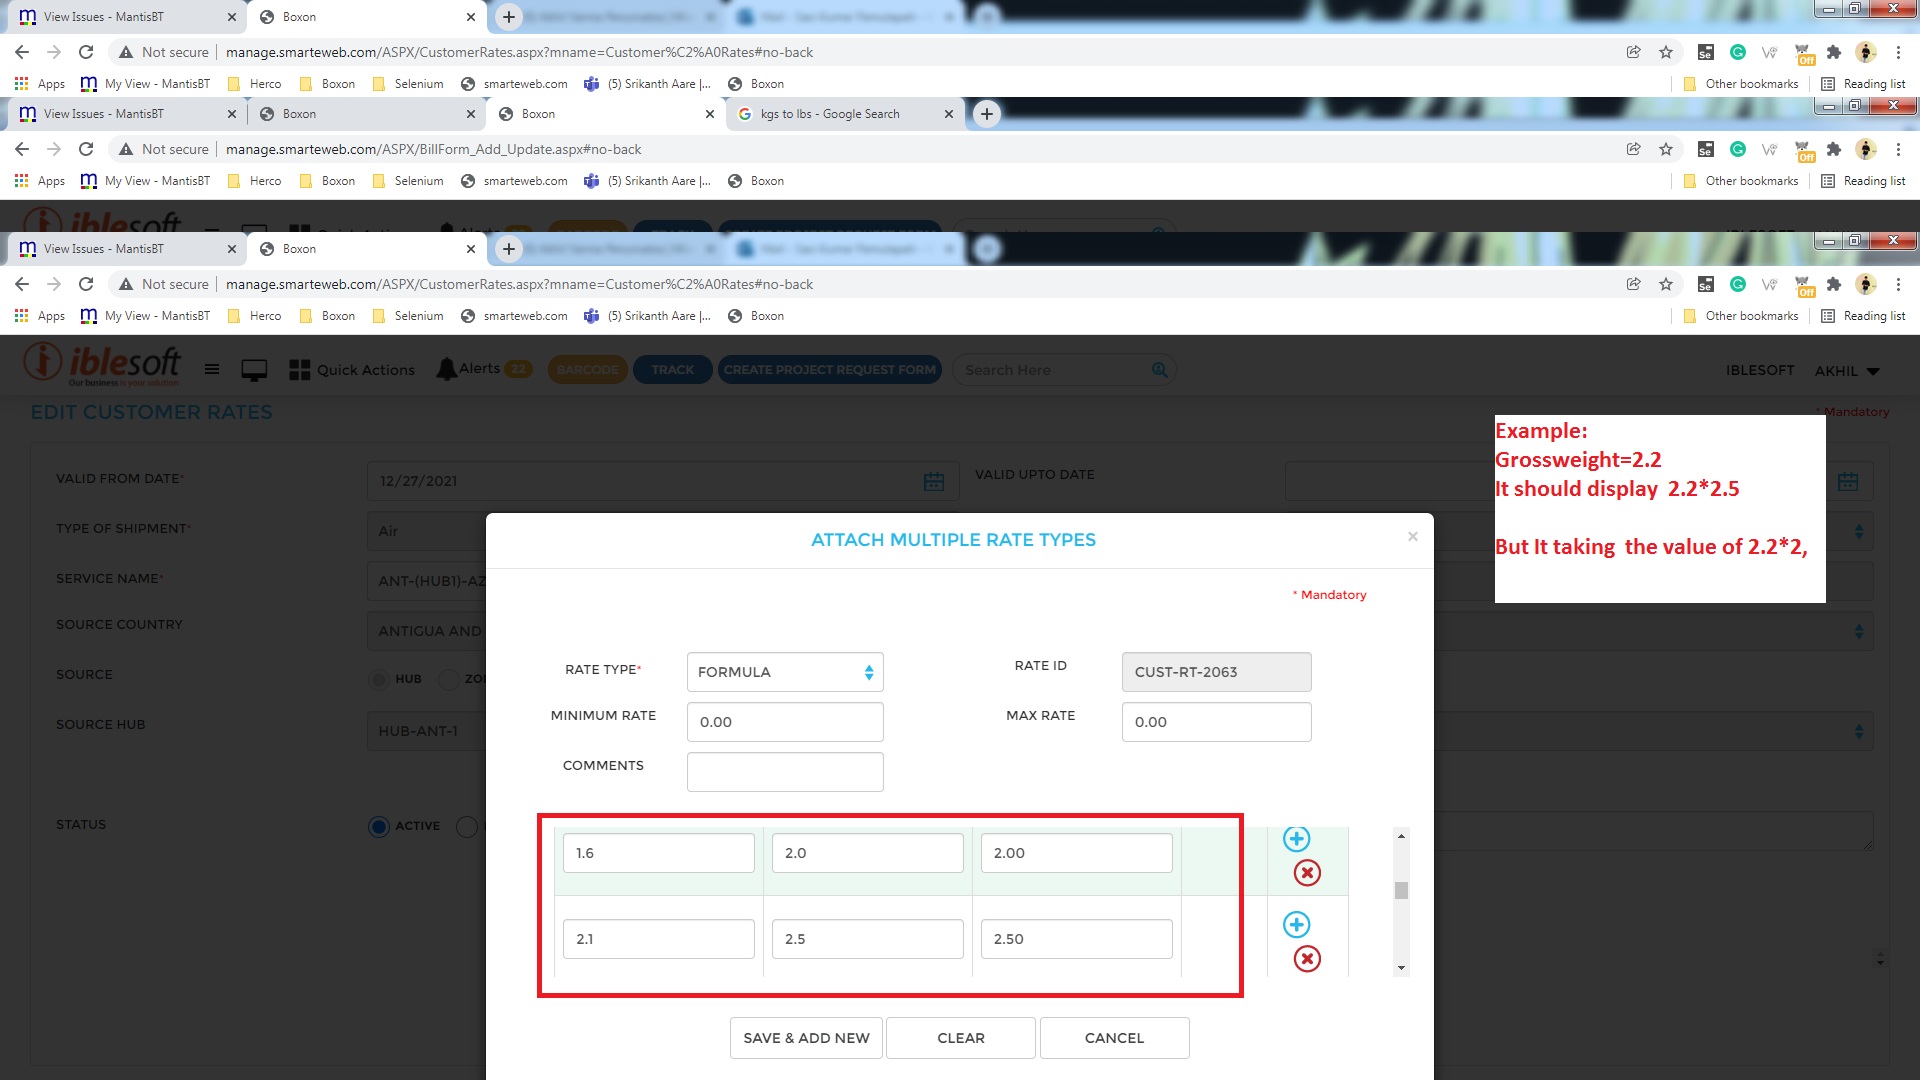 View Issues - MantisBT
Boxon
Not secure
manage.smarteweb.com/ASPX/CustomerRates.aspx?mname=Customer%C2%A0Rates#no-back
Se
Off
Apps
My View - MantisBT
Herco
Boxon
Selenium
smarteweb.com
(5) Srikanth Aare |...
Boxon
Other bookmarks
Reading list
View Issues - MantisBT
Boxon
Boxon
kgs to lbs - Google Search
Not secure
manage.smarteweb.com/ASPX/BillForm_Add_Update.aspx#no-back
Se
Off
Apps
My View - MantisBT
Herco
Boxon
Selenium
smarteweb.com
(5) Srikanth Aare |...
Boxon
Other bookmarks
Reading list
View Issues - MantisBT
Boxon
Not secure
manage.smarteweb.com/ASPX/CustomerRates.aspx?mname=Customer%C2%A0Rates#no-back
Se
Off
Apps
My View - MantisBT
Herco
Boxon
Selenium
smarteweb.com
(5) Srikanth Aare |...
Boxon
Other bookmarks
Reading list
iblesoft
Our business is your solution
Quick Actions
Alerts 22
BARCODE
TRACK
CREATE PROJECT REQUEST FORM
Search Here
IBLESOFT
AKHIL
EDIT CUSTOMER RATES
* Mandatory
Example:
Grossweight=2.2
It should display 2.2*2.5
But It taking the value of 2.2*2,
VALID FROM DATE*
12/27/2021
VALID UPTO DATE
TYPE OF SHIPMENT*
Air
SERVICE NAME*
ANT-(HUB1)-AZ
SOURCE COUNTRY
ANTIGUA AND
SOURCE
HUB
SOURCE HUB
HUB-ANT-1
STATUS
ACTIVE
ATTACH MULTIPLE RATE TYPES
×
* Mandatory
RATE TYPE*
FORMULA
RATE ID
CUST-RT-2063
MINIMUM RATE
0.00
MAX RATE
0.00
COMMENTS
1.6
2.0
2.00
2.1
2.5
2.50
SAVE & ADD NEW
CLEAR
CANCEL